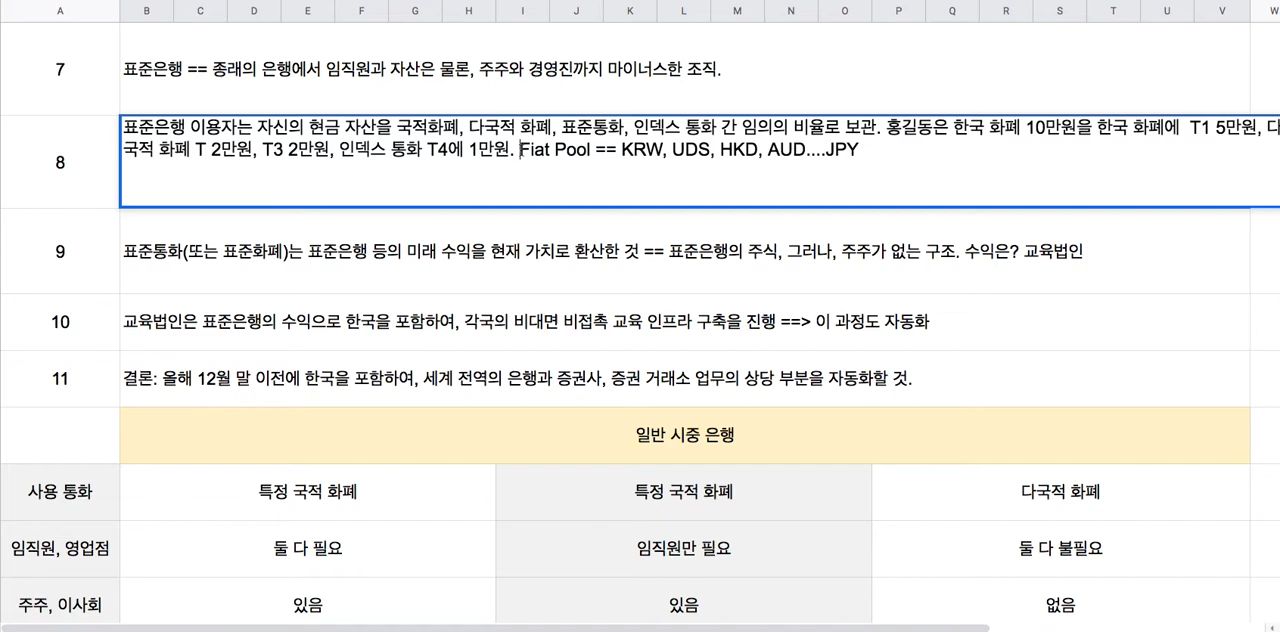 A B C D E F G H I J K L M N O P Q R S T U V W
7 표준은행 == 종래의 은행에서 임직원과 자산은 물론, 주주와 경영진까지 마이너스한 조직.
8 표준은행 이용자는 자신의 현금 자산을 국적화폐, 다국적 화폐, 표준통화, 인덱스 통화 간 임의의 비율로 보관. 홍길동은 한국 화폐 10만원을 한국 화폐에  T1 5만원, 다
국적 화폐 T 2만원, T3 2만원, 인덱스 통화 T4에 1만원. Fiat Pool == KRW, UDS, HKD, AUD....JPY
9 표준통화(또는 표준화폐)는 표준은행 등의 미래 수익을 현재 가치로 환산한 것 == 표준은행의 주식, 그러나, 주주가 없는 구조. 수익은? 교육법인
10 교육법인은 표준은행의 수익으로 한국을 포함하여, 각국의 비대면 비접촉 교육 인프라 구축을 진행 ==> 이 과정도 자동화
11 결론: 올해 12월 말 이전에 한국을 포함하여, 세계 전역의 은행과 증권사, 증권 거래소 업무의 상당 부분을 자동화할 것.
일반 시중 은행
사용 통화 특정 국적 화폐 특정 국적 화폐 다국적 화폐
임직원, 영업점 둘 다 필요 임직원만 필요 둘 다 불필요
주주, 이사회 있음 있음 없음